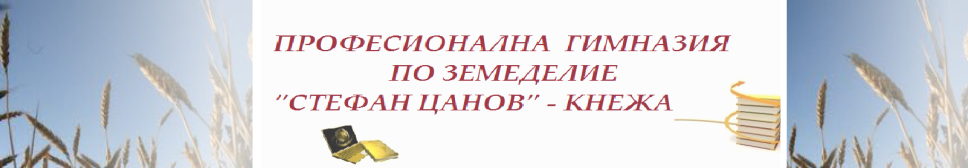 ПРОФЕСИОНАЛНА ГИМНАЗИЯ
ПО ЗЕМЕДЕЛИЕ
"СТЕФАН ЦАНОВ" - КНЕЖА